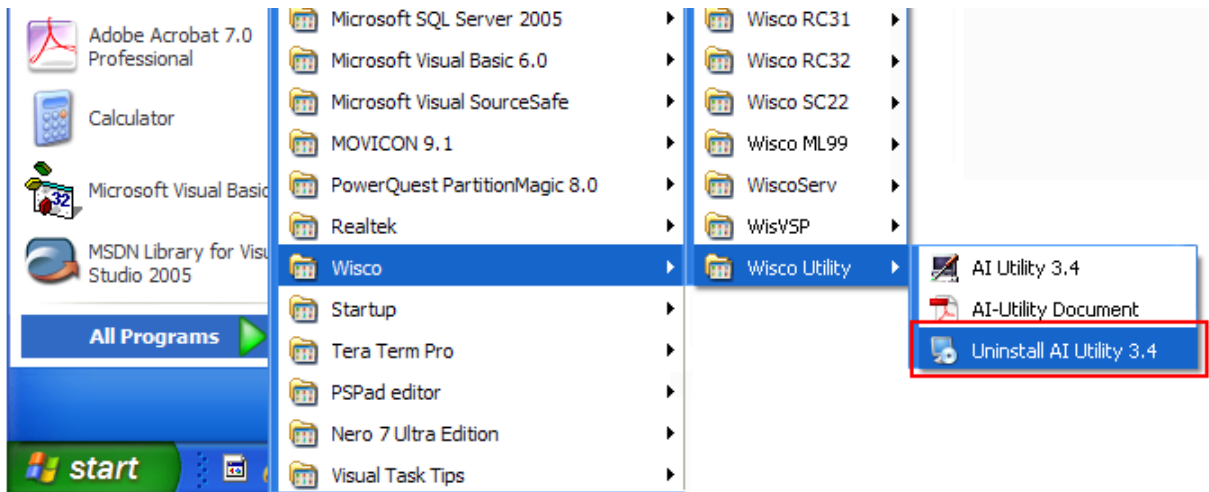 Adobe Acrobat 7.0
Professional
Calculator
Microsoft Visual Basic
MSDN Library for Visu
Studio 2005
All Programs
start
Microsoft SQL Server 2005
Microsoft Visual Basic 6.0
Microsoft Visual SourceSafe
MOVICON 9.1
PowerQuest PartitionMagic 8.0
Realtek
Wisco
Startup
Tera Term Pro
PSPad editor
Nero 7 Ultra Edition
Visual Task Tips
Wisco RC31
Wisco RC32
Wisco SC22
Wisco ML99
WiscoServ
WisVSP
Wisco Utility
AI Utility 3.4
AI-Utility Document
Uninstall AI Utility 3.4